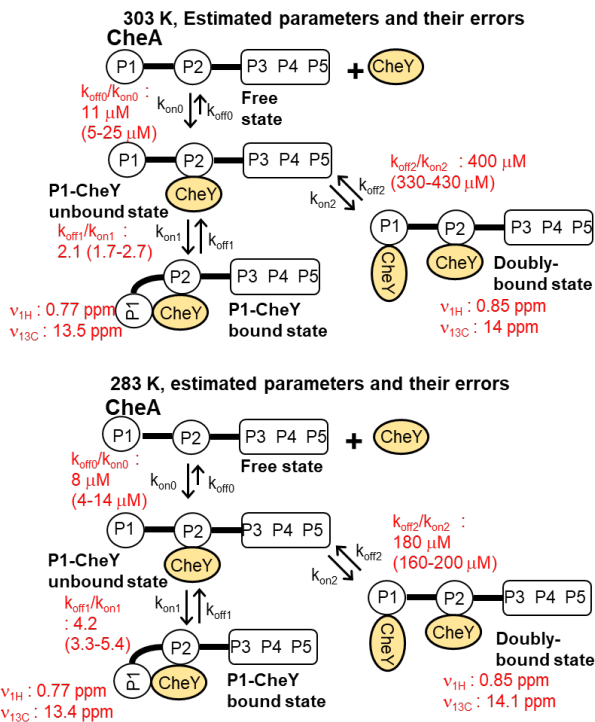 303 K, Estimated parameters and their errors
CheA
P1 P2 P3 P4 P5 + CheY
Free
state
koff0/kon0 :
11 μM
(5-25 μM)
kon0 koff0
P1 P2 P3 P4 P5
CheY
P1-CheY
unbound state
koff2/kon2 : 400 μM
(330-430 μM)
kon2 koff2
koff1/kon1 :
2.1 (1.7-2.7)
kon1 koff1
P1 P2 P3 P4 P5
CheY CheY
Doubly-
bound state
ν1H : 0.85 ppm
ν13C : 14 ppm
P2 P3 P4 P5
P1 CheY
P1-CheY
bound state
ν1H : 0.77 ppm
ν13C : 13.5 ppm
283 K, estimated parameters and their errors
CheA
P1 P2 P3 P4 P5 + CheY
Free state
koff0/kon0 :
8 μM
(4-14 μM)
kon0 koff0
P1 P2 P3 P4 P5
CheY
P1-CheY
unbound state
koff2/kon2 :
180 μM
(160-200 μM)
kon2 koff2
koff1/kon1
: 4.2
(3.3-5.4)
kon1 koff1
P1 P2 P3 P4 P5
CheY CheY
Doubly-
bound state
ν1H : 0.85 ppm
ν13C : 14.1 ppm
P2 P3 P4 P5
P1 CheY
P1-CheY
bound state
ν1H : 0.77 ppm
ν13C : 13.4 ppm